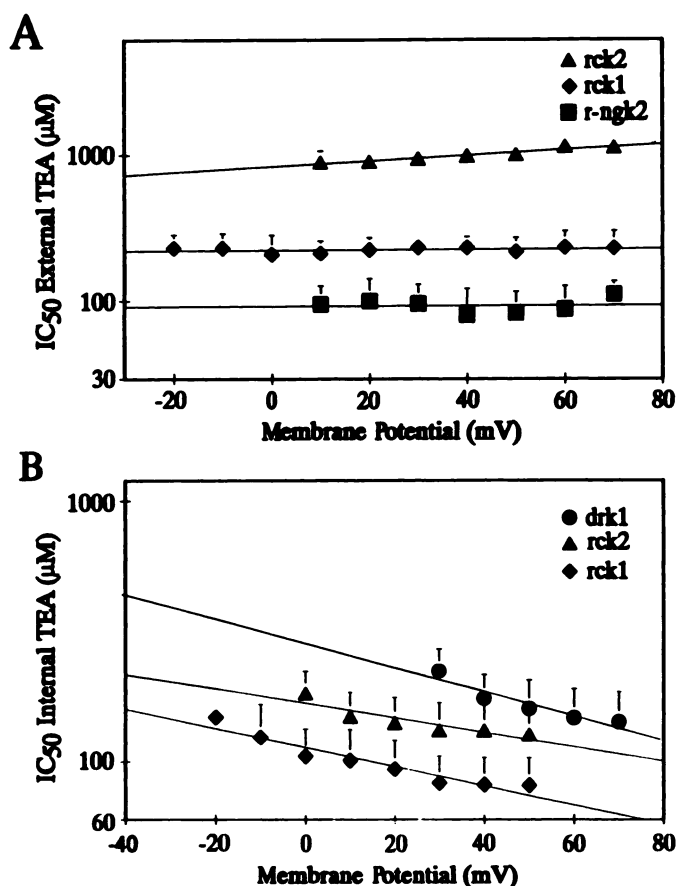 A
rck2
rck1
r-ngk2
IC50 External TEA (µM)
1000
100
30
-20 0 20 40 60 80
Membrane Potential (mV)
B
drk1
rck2
rck1
IC50 Internal TEA (µM)
1000
100
60
-40 -20 0 20 40 60 80
Membrane Potential (mV)